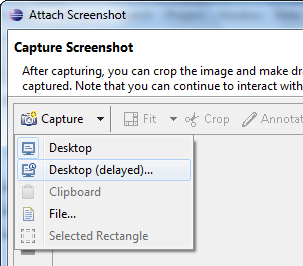 Attach Screenshot
Capture Screenshot
After capturing, you can crop the image and make dr
captured. Note that you can continue to interact with
Capture Fit Crop Annotat
Desktop
Desktop (delayed)...
Clipboard
File...
Selected Rectangle